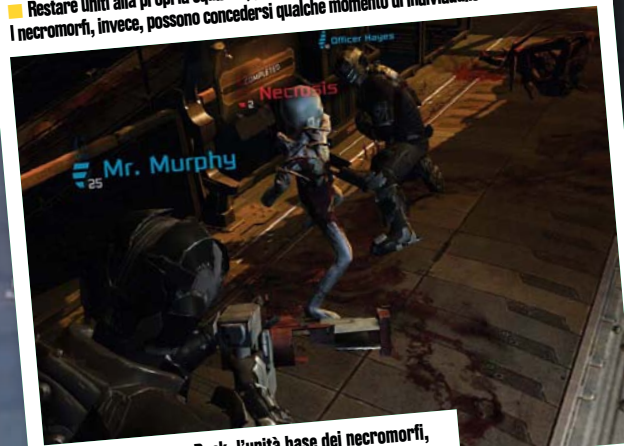 Restare uniti alla propria
I necromorfi, invece, possono concedersi qualche momento di
Officer Hayes
COMPLETED
Necrosis
2
Mr. Murphy
25
l'unità base dei necromorfi,